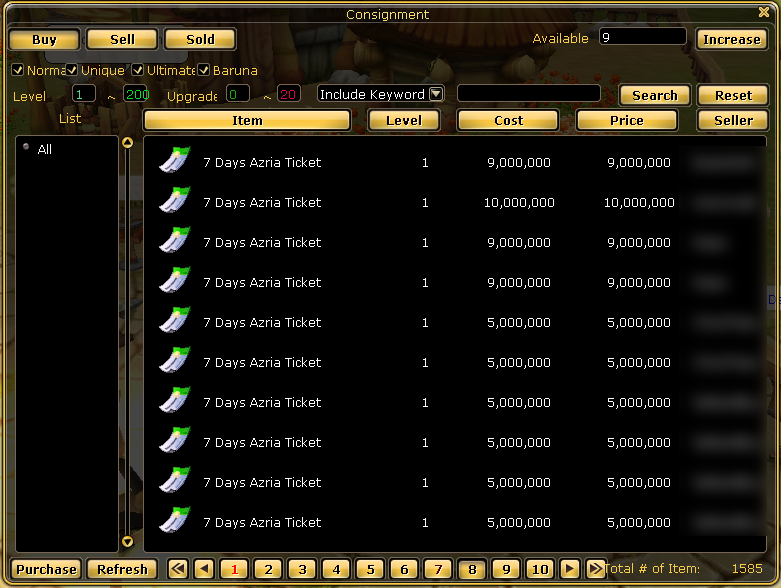 Consignment
Buy Sell Sold Available 9 Increase
Norma Unique Ultimate Baruna
Level 1 ~ 200 Upgrade 0 ~ 20 Include Keyword Search Reset
List Item Level Cost Price Seller
All
7 Days Azria Ticket 1 9,000,000 9,000,000
7 Days Azria Ticket 1 10,000,000 10,000,000
7 Days Azria Ticket 1 9,000,000 9,000,000
7 Days Azria Ticket 1 9,000,000 9,000,000
7 Days Azria Ticket 1 5,000,000 5,000,000
7 Days Azria Ticket 1 5,000,000 5,000,000
7 Days Azria Ticket 1 5,000,000 5,000,000
7 Days Azria Ticket 1 5,000,000 5,000,000
7 Days Azria Ticket 1 5,000,000 5,000,000
7 Days Azria Ticket 1 5,000,000 5,000,000
Purchase Refresh 1 2 3 4 5 6 7 8 9 10 Total # of Item: 1585